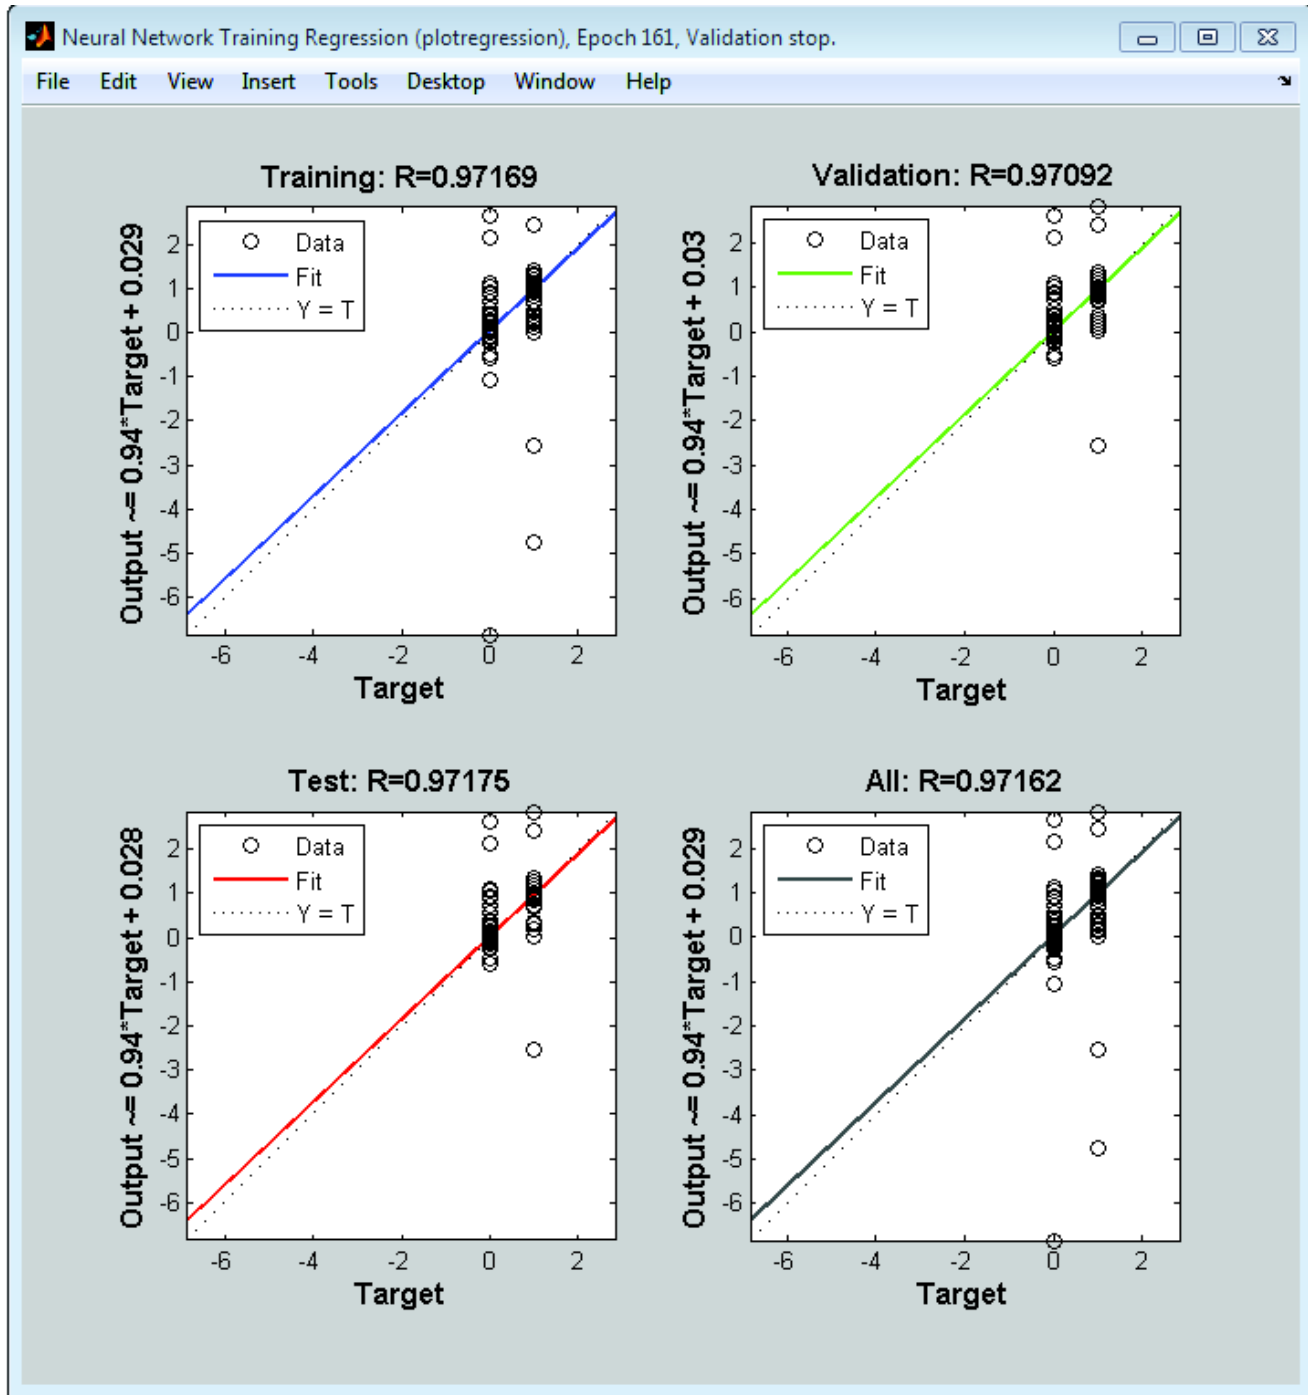 Neural Network Training Regression (plotregression), Epoch 161, Validation stop.
File Edit View Insert Tools Desktop Window Help
Training: R=0.97169
Output ~= 0.94*Target + 0.029
2
1
0
-1
-2
-3
-4
-5
-6
Data
Fit
Y = T
-6 -4 -2 0 2
Target
Validation: R=0.97092
Output ~= 0.94*Target + 0.03
2
1
0
-1
-2
-3
-4
-5
-6
Data
Fit
Y = T
-6 -4 -2 0 2
Target
Test: R=0.97175
Output ~= 0.94*Target + 0.028
2
1
0
-1
-2
-3
-4
-5
-6
Data
Fit
Y = T
-6 -4 -2 0 2
Target
All: R=0.97162
Output ~= 0.94*Target + 0.029
2
1
0
-1
-2
-3
-4
-5
-6
Data
Fit
Y = T
-6 -4 -2 0 2
Target